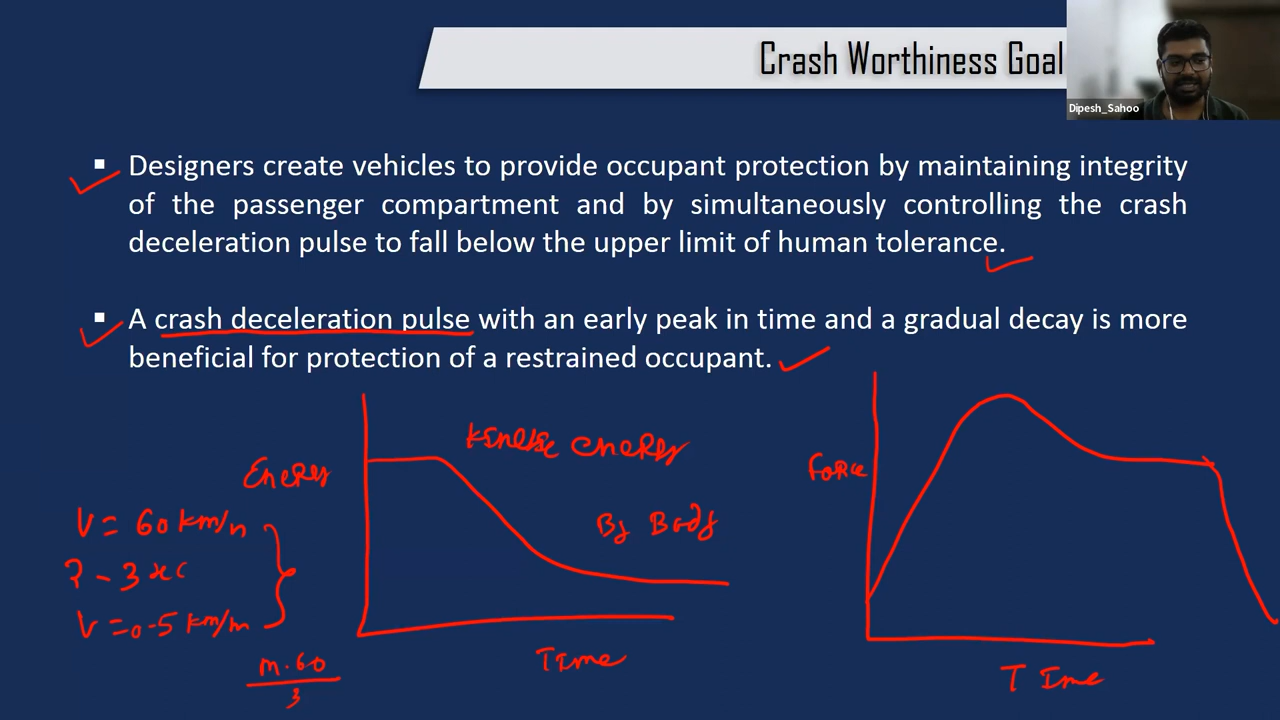 Crash Worthiness Goal
Dipesh_Sahoo
▪ Designers create vehicles to provide occupant protection by maintaining integrity
of the passenger compartment and by simultaneously controlling the crash
deceleration pulse to fall below the upper limit of human tolerance.
▪ A crash deceleration pulse with an early peak in time and a gradual decay is more
beneficial for protection of a restrained occupant.
Kinetic energy
Energy
Force
V = 60 km/h
By Body
3
V = 0.5 km/m
m.60
3
Time
Time